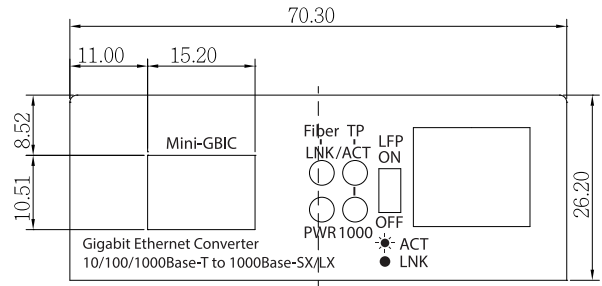 70.30
11.00 15.20
8.52
10.51
26.20
Mini-GBIC
Fiber TP
LNK/ACT
LFP
ON
OFF
PWR 1000
ACT
LNK
Gigabit Ethernet Converter
10/100/1000Base-T to 1000Base-SX/LX